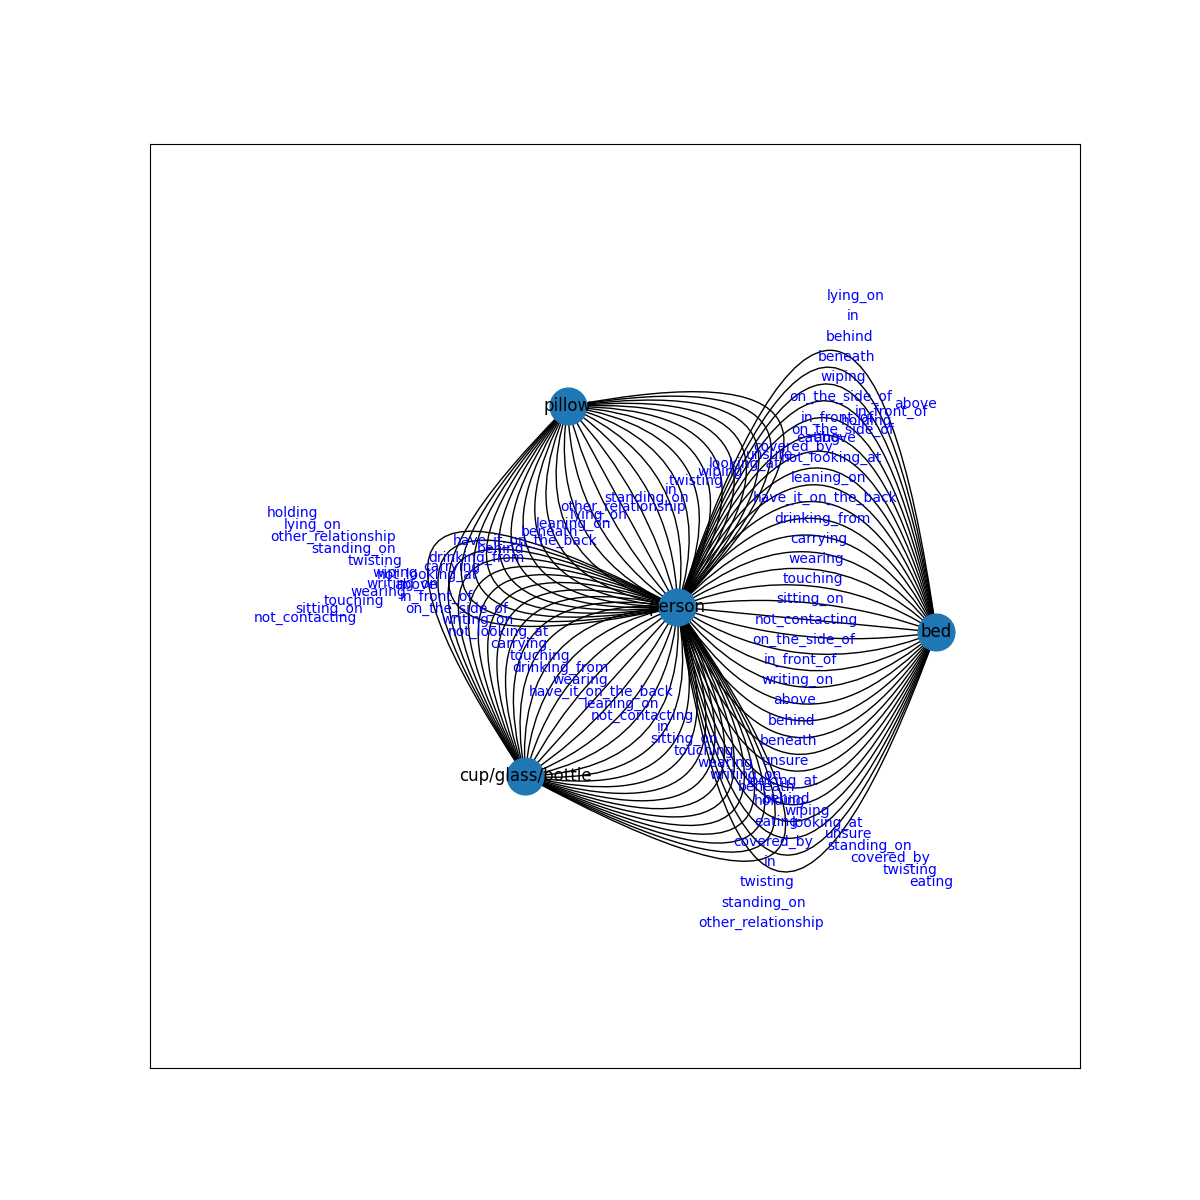 lying_on
in
behind
beneath
wiping
on_the_side_of
above
in_front_of
in_front_of
holding
on_the_side_of
eating
above
covered_by
unsure
not_looking_at
looking_at
wiping
leaning_on
twisting
in
standing_on
have_it_on_the_back
other_relationship
lying_on
drinking_from
leaning_on
beneath
carrying
have_it_on_the_back
behind
wearing
drinking_from
carrying
touching
pillow
holding
lying_on
other_relationship
standing_on
twisting
wiping
not_looking_at
writing_on
above
wearing
in_front_of
touching
sitting_on
on_the_side_of
not_contacting
writing_on
person
bed
sitting_on
not_contacting
not_looking_at
on_the_side_of
carrying
touching
in_front_of
drinking_from
wearing
writing_on
have_it_on_the_back
leaning_on
above
not_contacting
behind
in
sitting_on
beneath
touching
wearing
unsure
cup/glass/bottle
writing_on
looking_at
beneath
holding
behind
wiping
eating
looking_at
unsure
covered_by
standing_on
in
covered_by
twisting
twisting
eating
standing_on
other_relationship